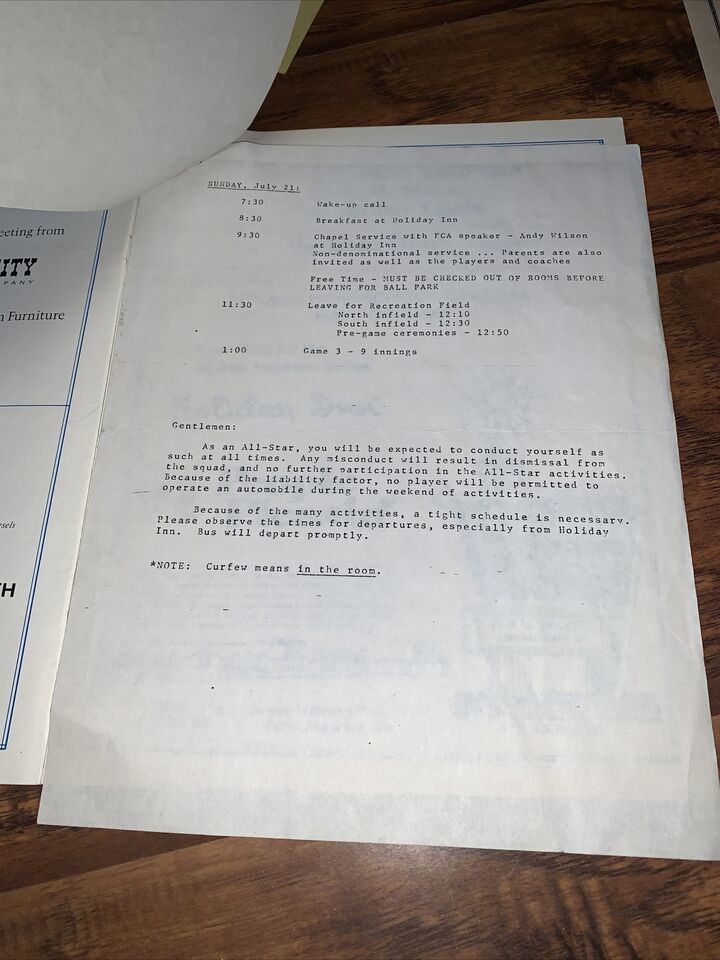 eeting from
ITY
PANY
Furniture
sels
TH
SUNDAY, July 21:
7:30 Wake-up call
8:30 Breakfast at Holiday Inn
9:30 Chapel Service with FCA speaker - Andy Wilson
at Holiday Inn
Non-denominational service ... Parents are also
invited as well as the players and coaches
Free Time - MUST BE CHECKED OUT OF ROOMS BEFORE
LEAVING FOR BALL PARK
11:30 Leave for Recreation Field
North infield - 12:10
South infield - 12:30
Pre-game ceremonies - 12:50
1:00 Game 3 - 9 innings
Gentlemen:
As an All-Star, you will be expected to conduct yourself as
such at all times. Any misconduct will result in dismissal from
the squad, and no further participation in the All-Star activities.
Because of the liability factor, no player will be permitted to
operate an automobile during the weekend of activities.
Because of the many activities, a tight schedule is necessary.
Please observe the times for departures, especially from Holiday
Inn. Bus will depart promptly.
*NOTE: Curfew means in the room.